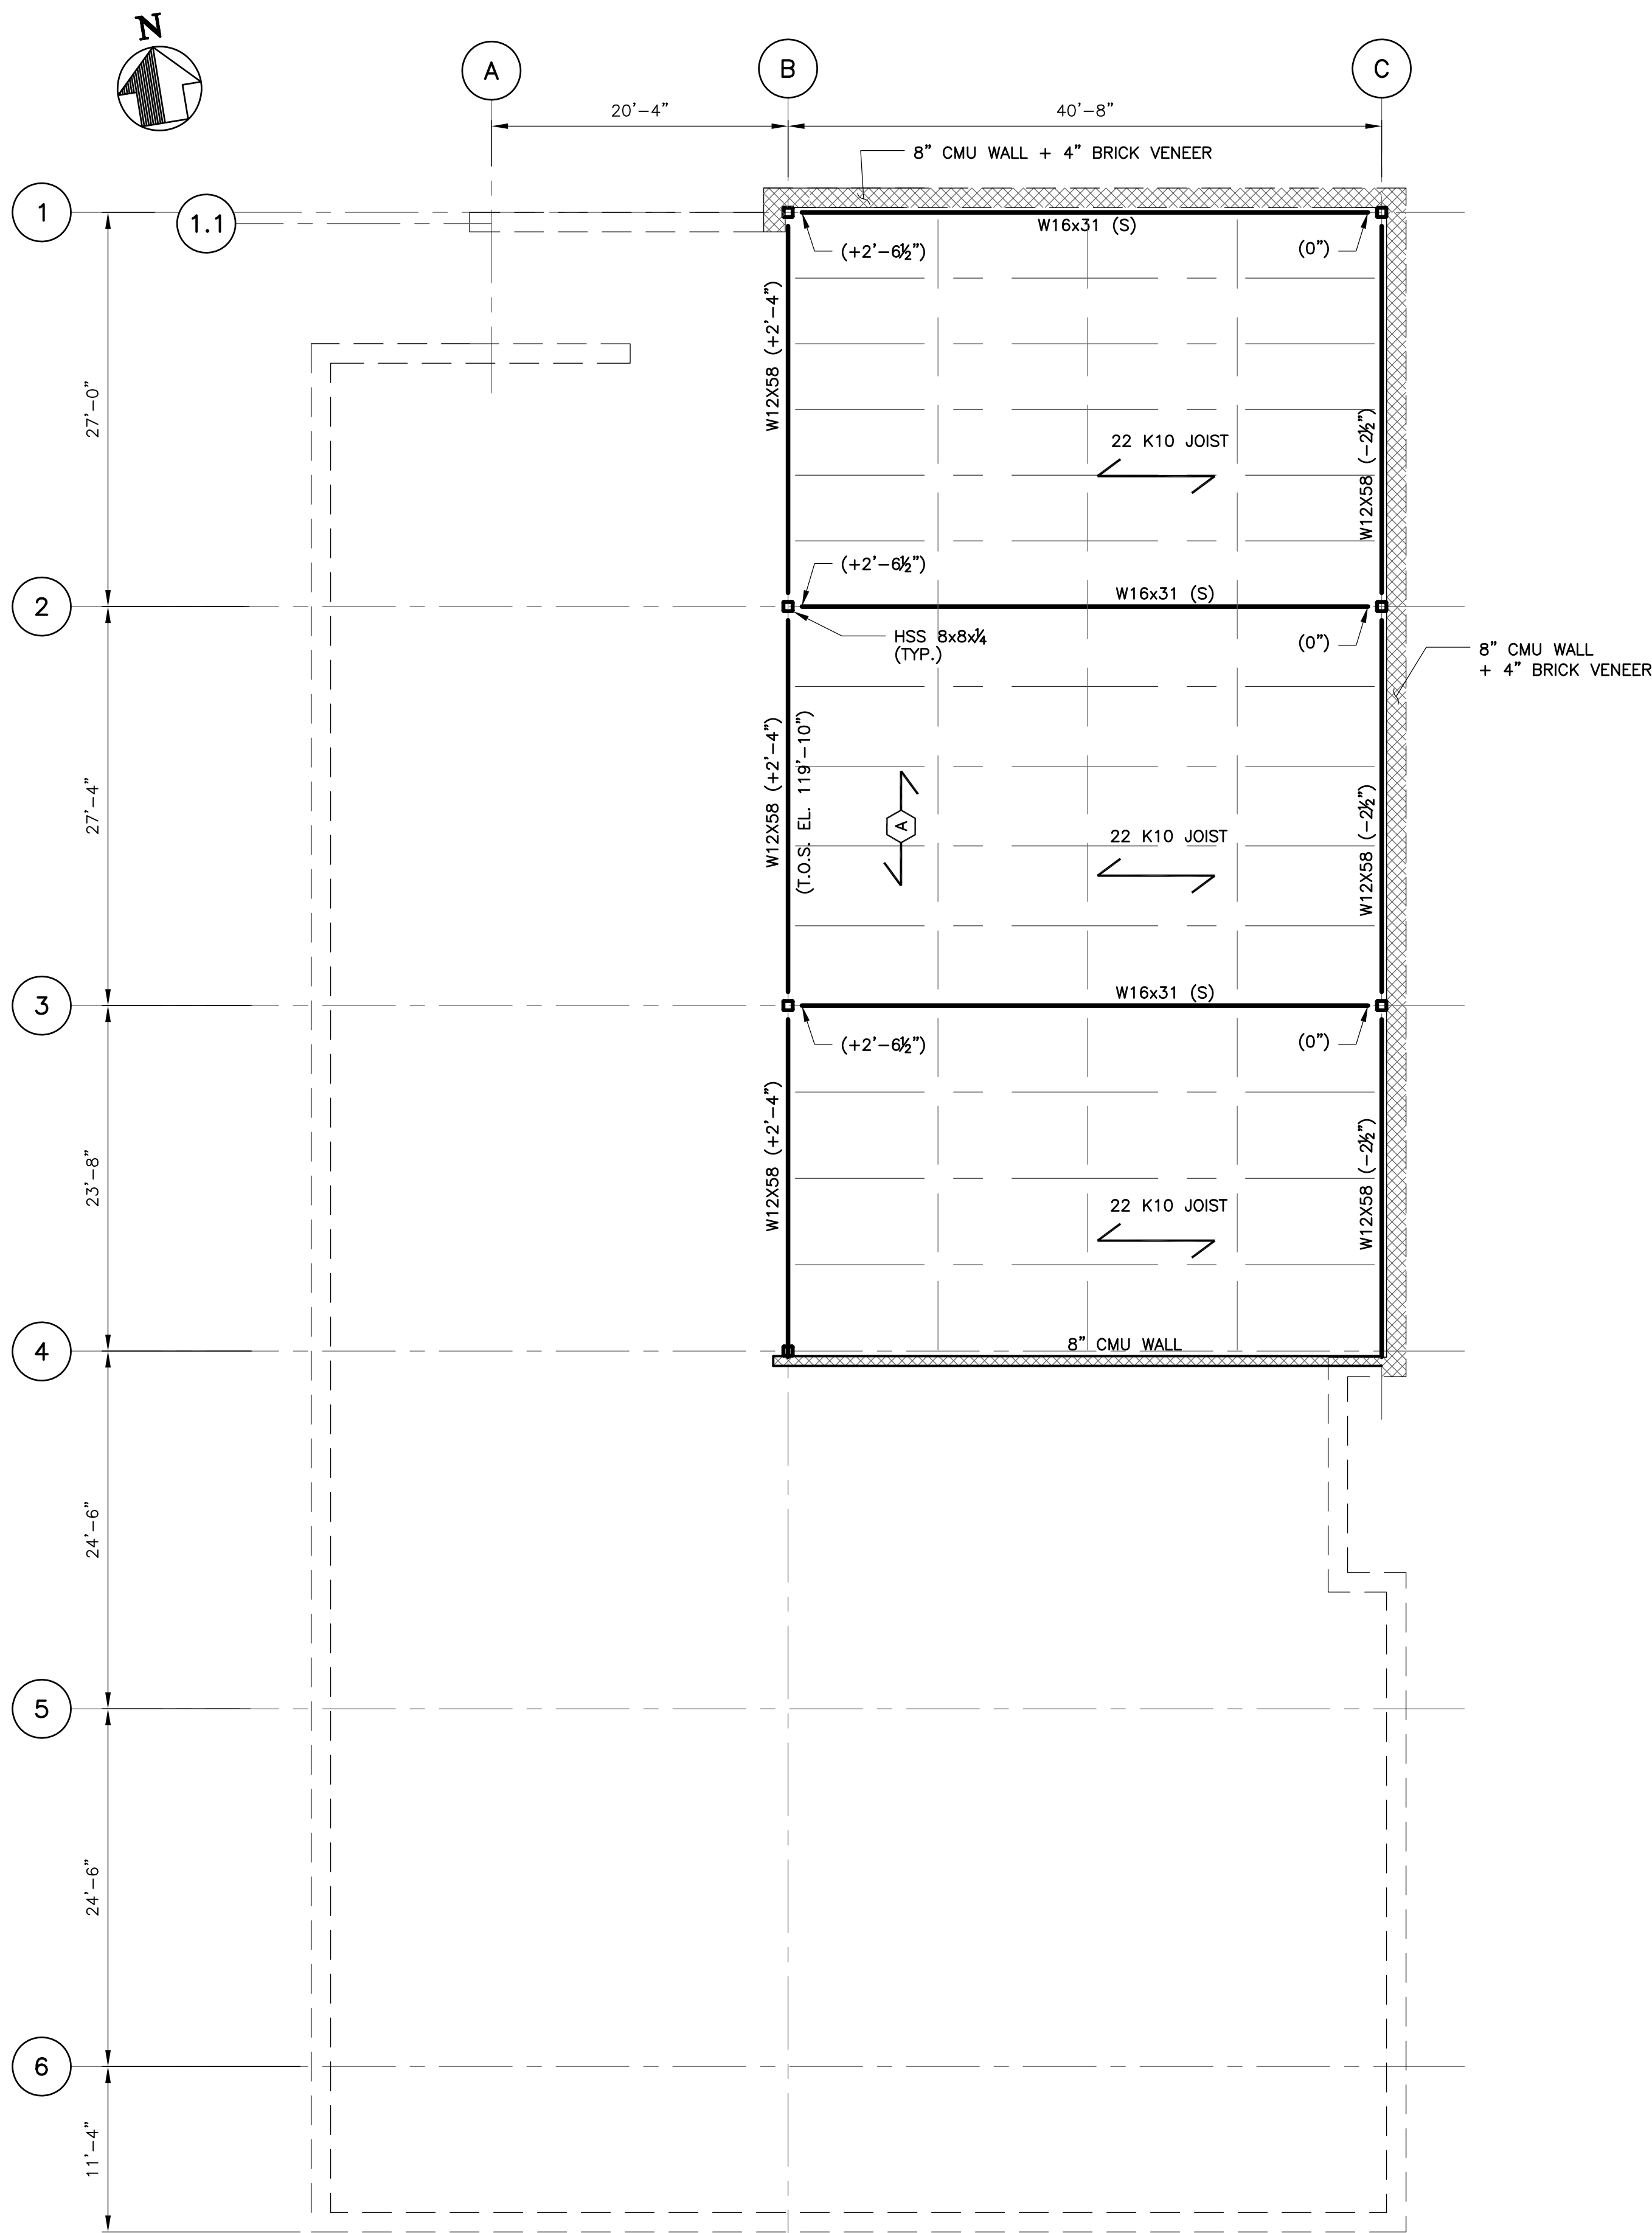 N
A
B
C
20'-4"
40'-8"
8" CMU WALL + 4" BRICK VENEER
1
1.1
W16x31 (S)
(+2'-6½")
(0")
W12X58 (+2'-4")
27'-0"
W12X58 (-2½")
22 K10 JOIST
(+2'-6½")
W16x31 (S)
2
HSS 8x8x¼
(TYP.)
(0")
8" CMU WALL
+ 4" BRICK VENEER
27'-4"
W12X58 (+2'-4")
(T.O.S. EL. 119'-10")
A
22 K10 JOIST
W12X58 (-2½")
W16x31 (S)
3
(+2'-6½")
(0")
23'-8"
W12X58 (+2'-4")
22 K10 JOIST
W12X58 (-2½")
8" CMU WALL
4
24'-6"
5
24'-6"
6
11'-4"